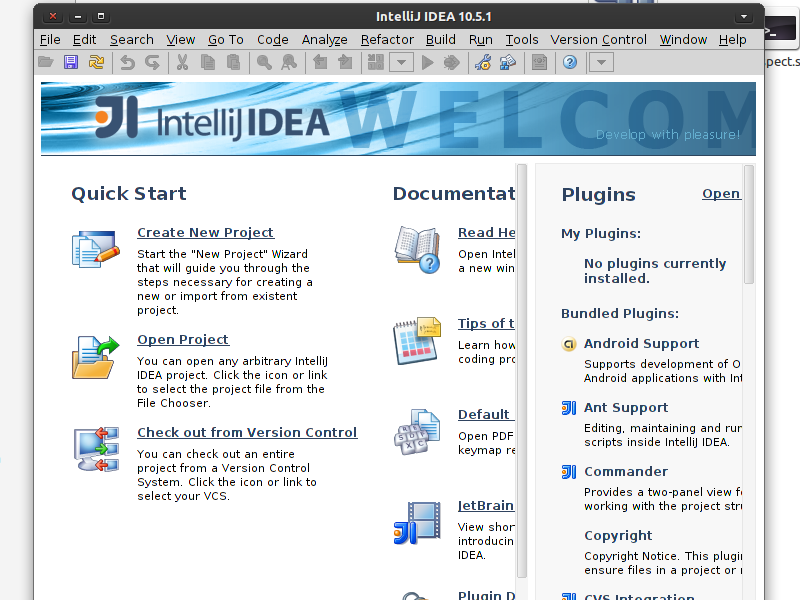 IntelliJ IDEA 10.5.1
File Edit Search View Go To Code Analyze Refactor Build Run Tools Version Control Window Help
pect.s
IntelliJ IDEA
WELCOM
Develop with pleasure!
Quick Start
Create New Project
Start the "New Project" Wizard
that will guide you through the
steps necessary for creating a
new or import from existent
project.
Open Project
You can open any arbitrary IntelliJ
IDEA project. Click the icon or link
to select the project file from the
File Chooser.
Check out from Version Control
You can check out an entire
project from a Version Control
System. Click the icon or link to
select your VCS.
Documentat
Read He
Open Intel
a new win
Tips of t
Learn how
coding pro
Default
Open PDF
keymap re
JetBrain
View shor
introducin
IDEA.
Plugin D
Plugins
Open
My Plugins:
No plugins currently
installed.
Bundled Plugins:
Android Support
Supports development of O
Android applications with Int
Ant Support
Editing, maintaining and run
scripts inside IntelliJ IDEA.
Commander
Provides a two-panel view f
working with the project stru
Copyright
Copyright Notice. This plugi
ensure files in a project or
CVS Integration